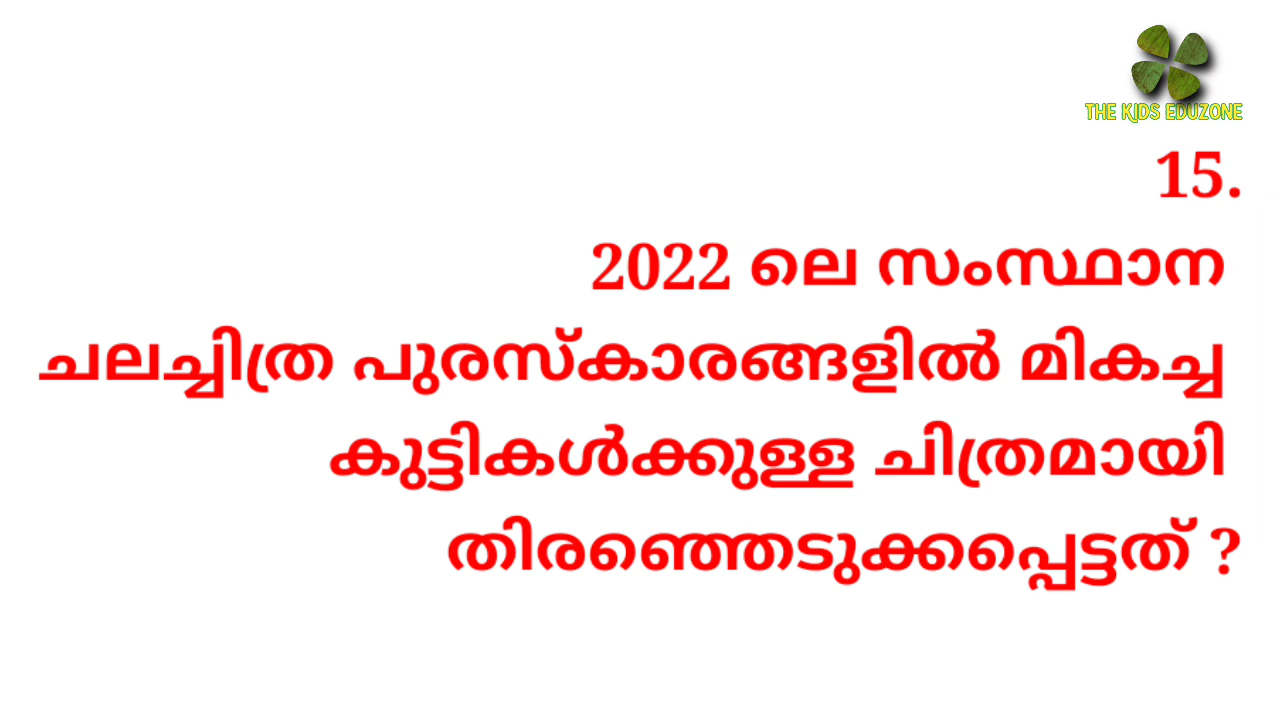 THE KIDS EDUZONE
15.
2022 ലെ സംസ്ഥാന
ചലച്ചിത്ര പുരസ്കാരങ്ങളിൽ മികച്ച
കുട്ടികൾക്കുള്ള ചിത്രമായി
തിരഞ്ഞെടുക്കപ്പെട്ടത് ?